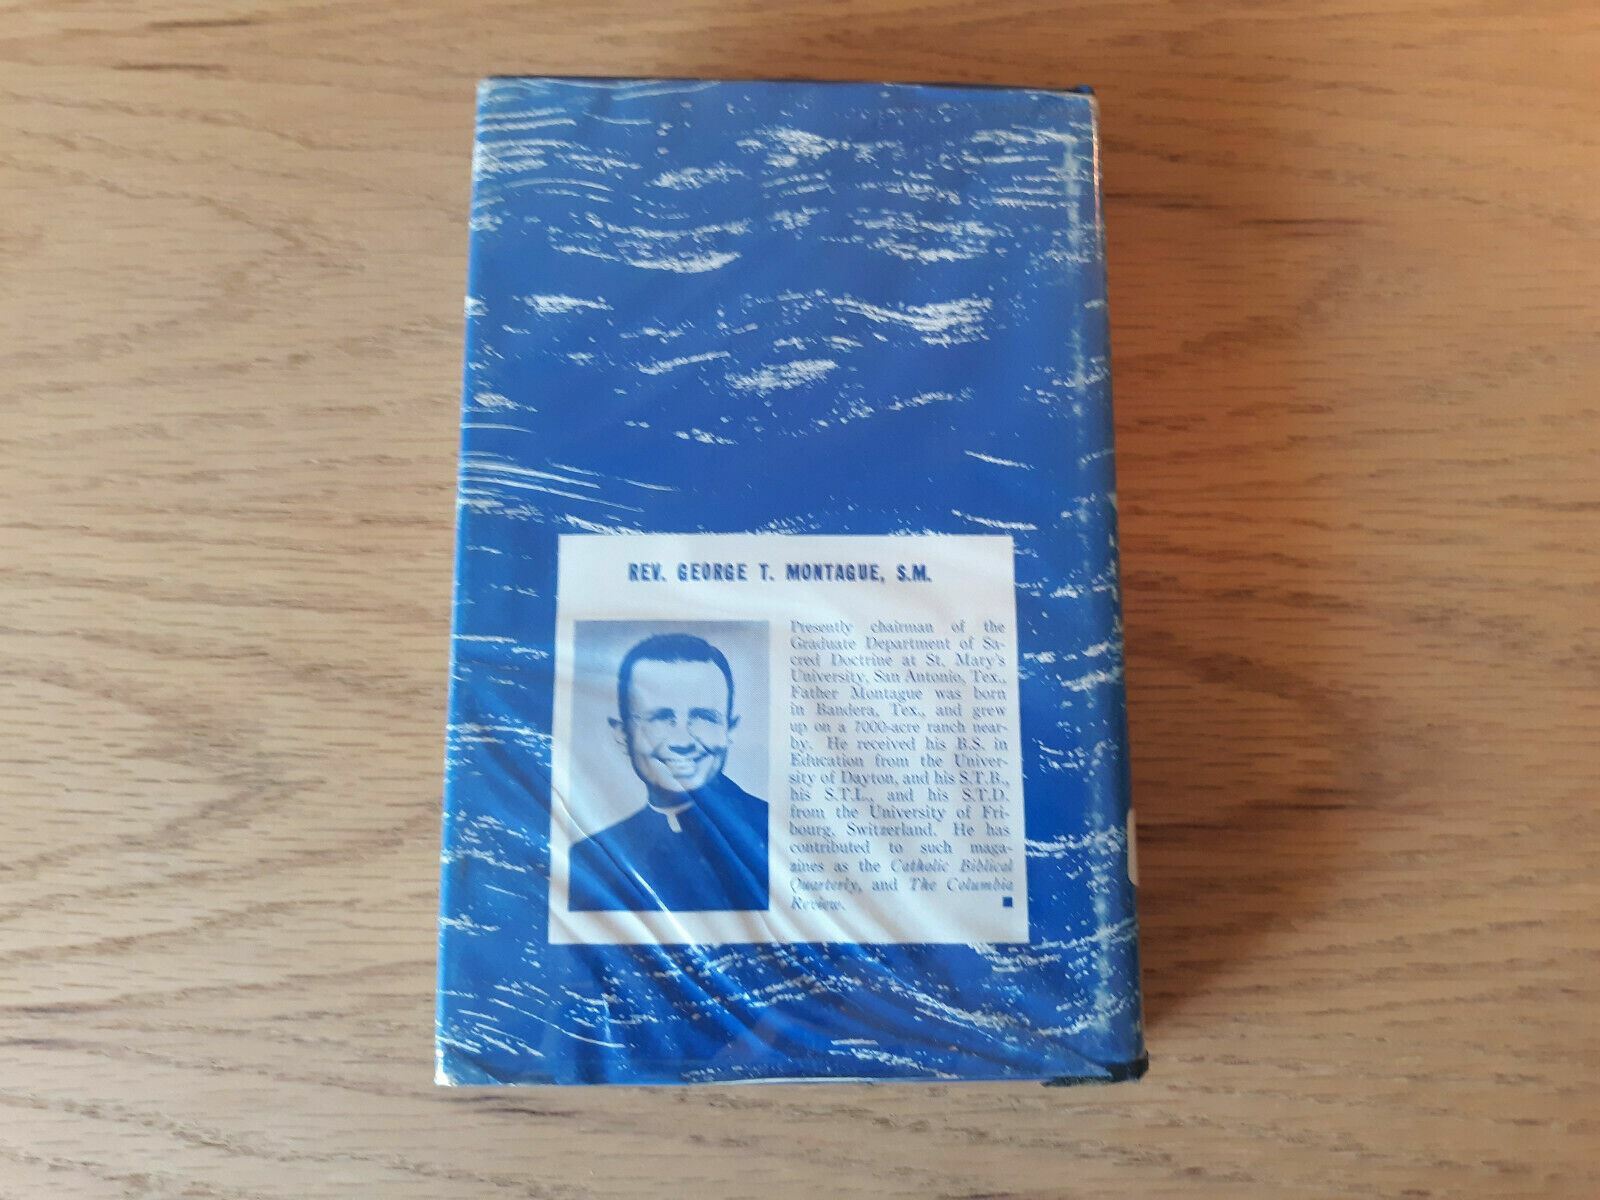 REV. GEORGE T. MONTAGUE, S.M.
Presently chairman of the
Graduate Department of Sa-
cred Doctrine at St. Mary's
University, San Antonio, Tex.,
Father Montague was born
in Bandera, Tex., and grew
up on a 7000-acre ranch near-
by. He received his B.S. in
Education from the Univer-
sity of Dayton, and his S.T.B.,
his S.T.L., and his S.T.D.
from the University of Fri-
bourg, Switzerland. He has
contributed to such maga-
zines as the Catholic Biblical
Quarterly, and The Columbia
Review.